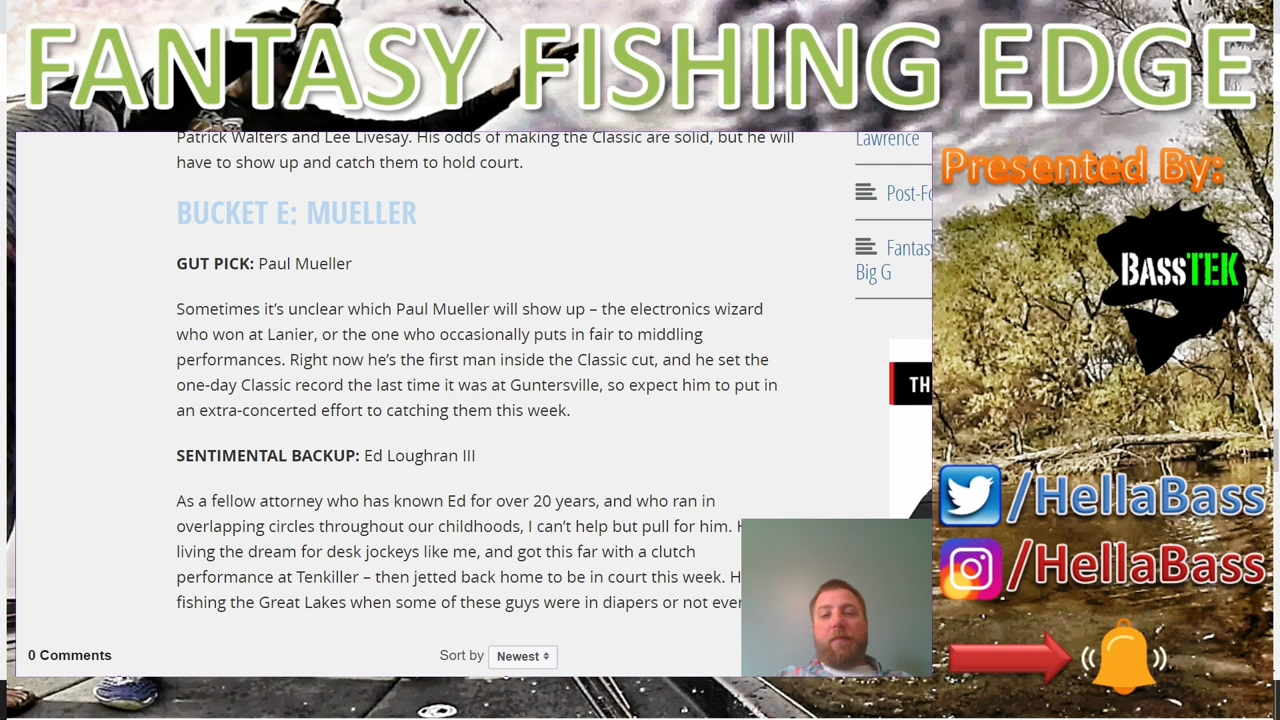 FANTASY FISHING EDGE
Patrick Walters and Lee Livesay. His odds of making the Classic are solid, but he will
have to show up and catch them to hold court.
BUCKET E: MUELLER
GUT PICK: Paul Mueller
Sometimes it’s unclear which Paul Mueller will show up – the electronics wizard
who won at Lanier, or the one who occasionally puts in fair to middling
performances. Right now he’s the first man inside the Classic cut, and he set the
one-day Classic record the last time it was at Guntersville, so expect him to put in
an extra-concerted effort to catching them this week.
SENTIMENTAL BACKUP: Ed Loughran III
As a fellow attorney who has known Ed for over 20 years, and who ran in
overlapping circles throughout our childhoods, I can’t help but pull for him.
living the dream for desk jockeys like me, and got this far with a clutch
performance at Tenkiller – then jetted back home to be in court this week.
fishing the Great Lakes when some of these guys were in diapers or not even
0 Comments
Sort by Newest
Lawrence
Post-Fo
Fantasy
Big G
TH
Presented By:
BASSTEK
/HellaBass
/HellaBass